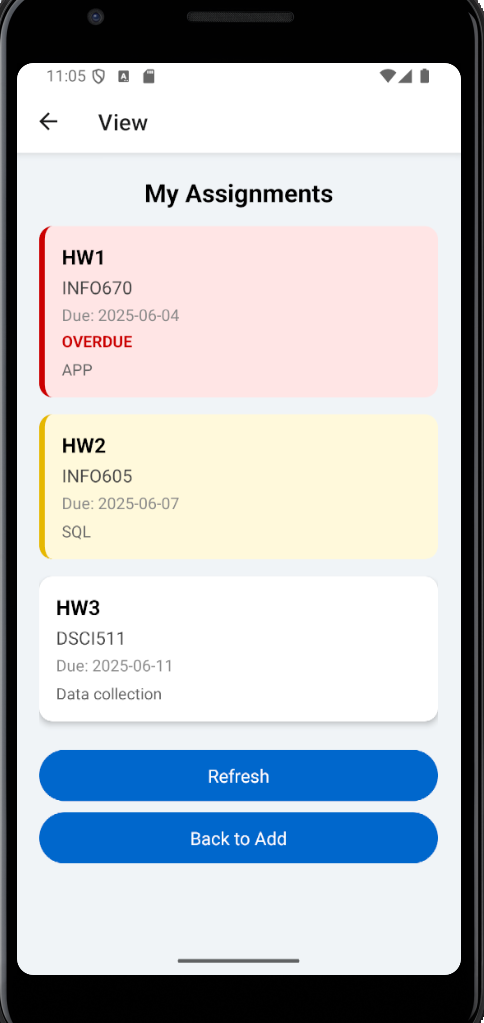 11:05
View
My Assignments
HW1
INFO670
Due: 2025-06-04
OVERDUE
APP
HW2
INFO605
Due: 2025-06-07
SQL
HW3
DSCI511
Due: 2025-06-11
Data collection
Refresh
Back to Add